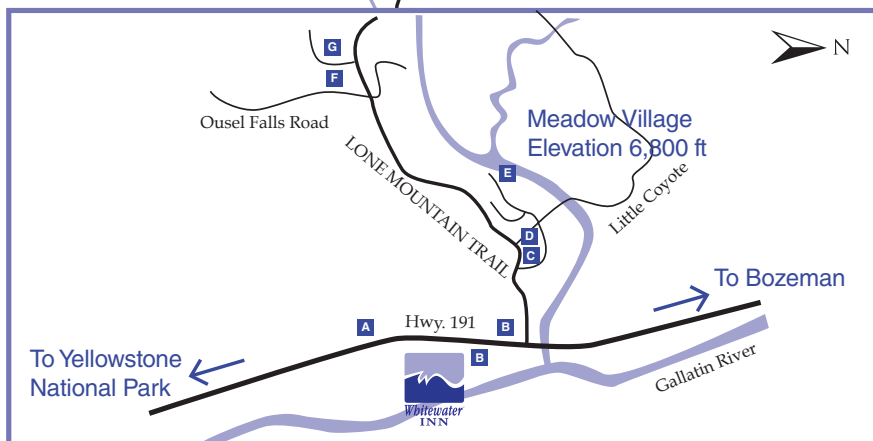 N
G
F
Ousel Falls Road
Meadow Village
Elevation 6,800 ft
LONE MOUNTAIN TRAIL
E
Little Coyote
D
C
To Bozeman
A
Hwy. 191
B
B
To Yellowstone
National Park
Gallatin River
Whitewater
INN